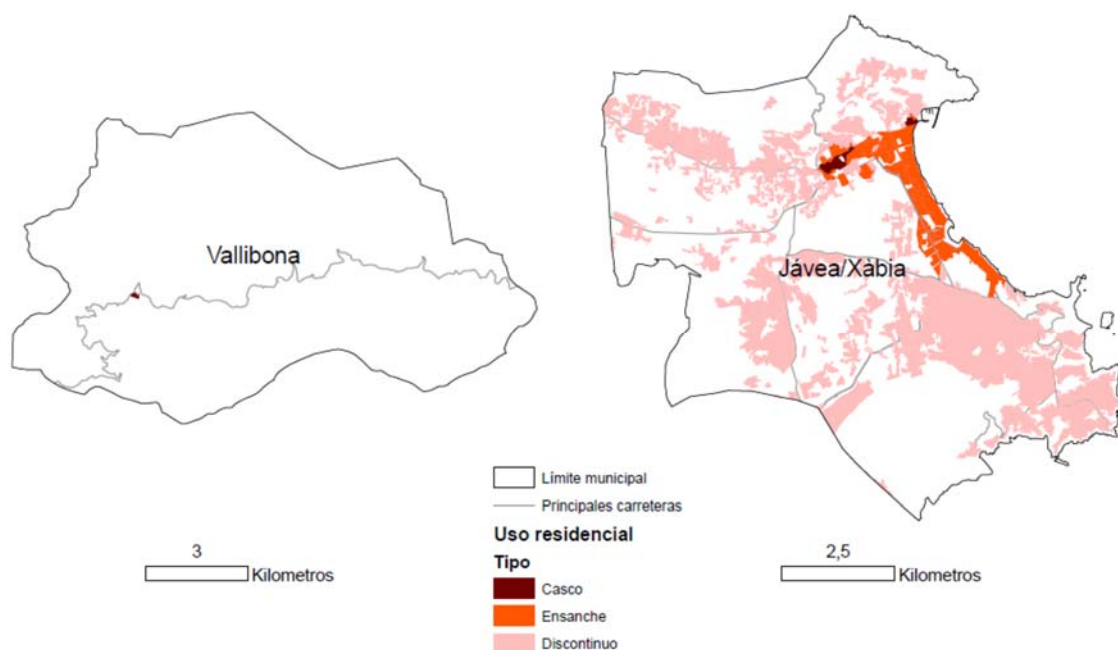 Vallibona
Jávea/Xàbia
Límite municipal
Principales carreteras
Uso residencial
Tipo
Casco
Ensanche
Discontinuo
3
Kilometros
2,5
Kilometros